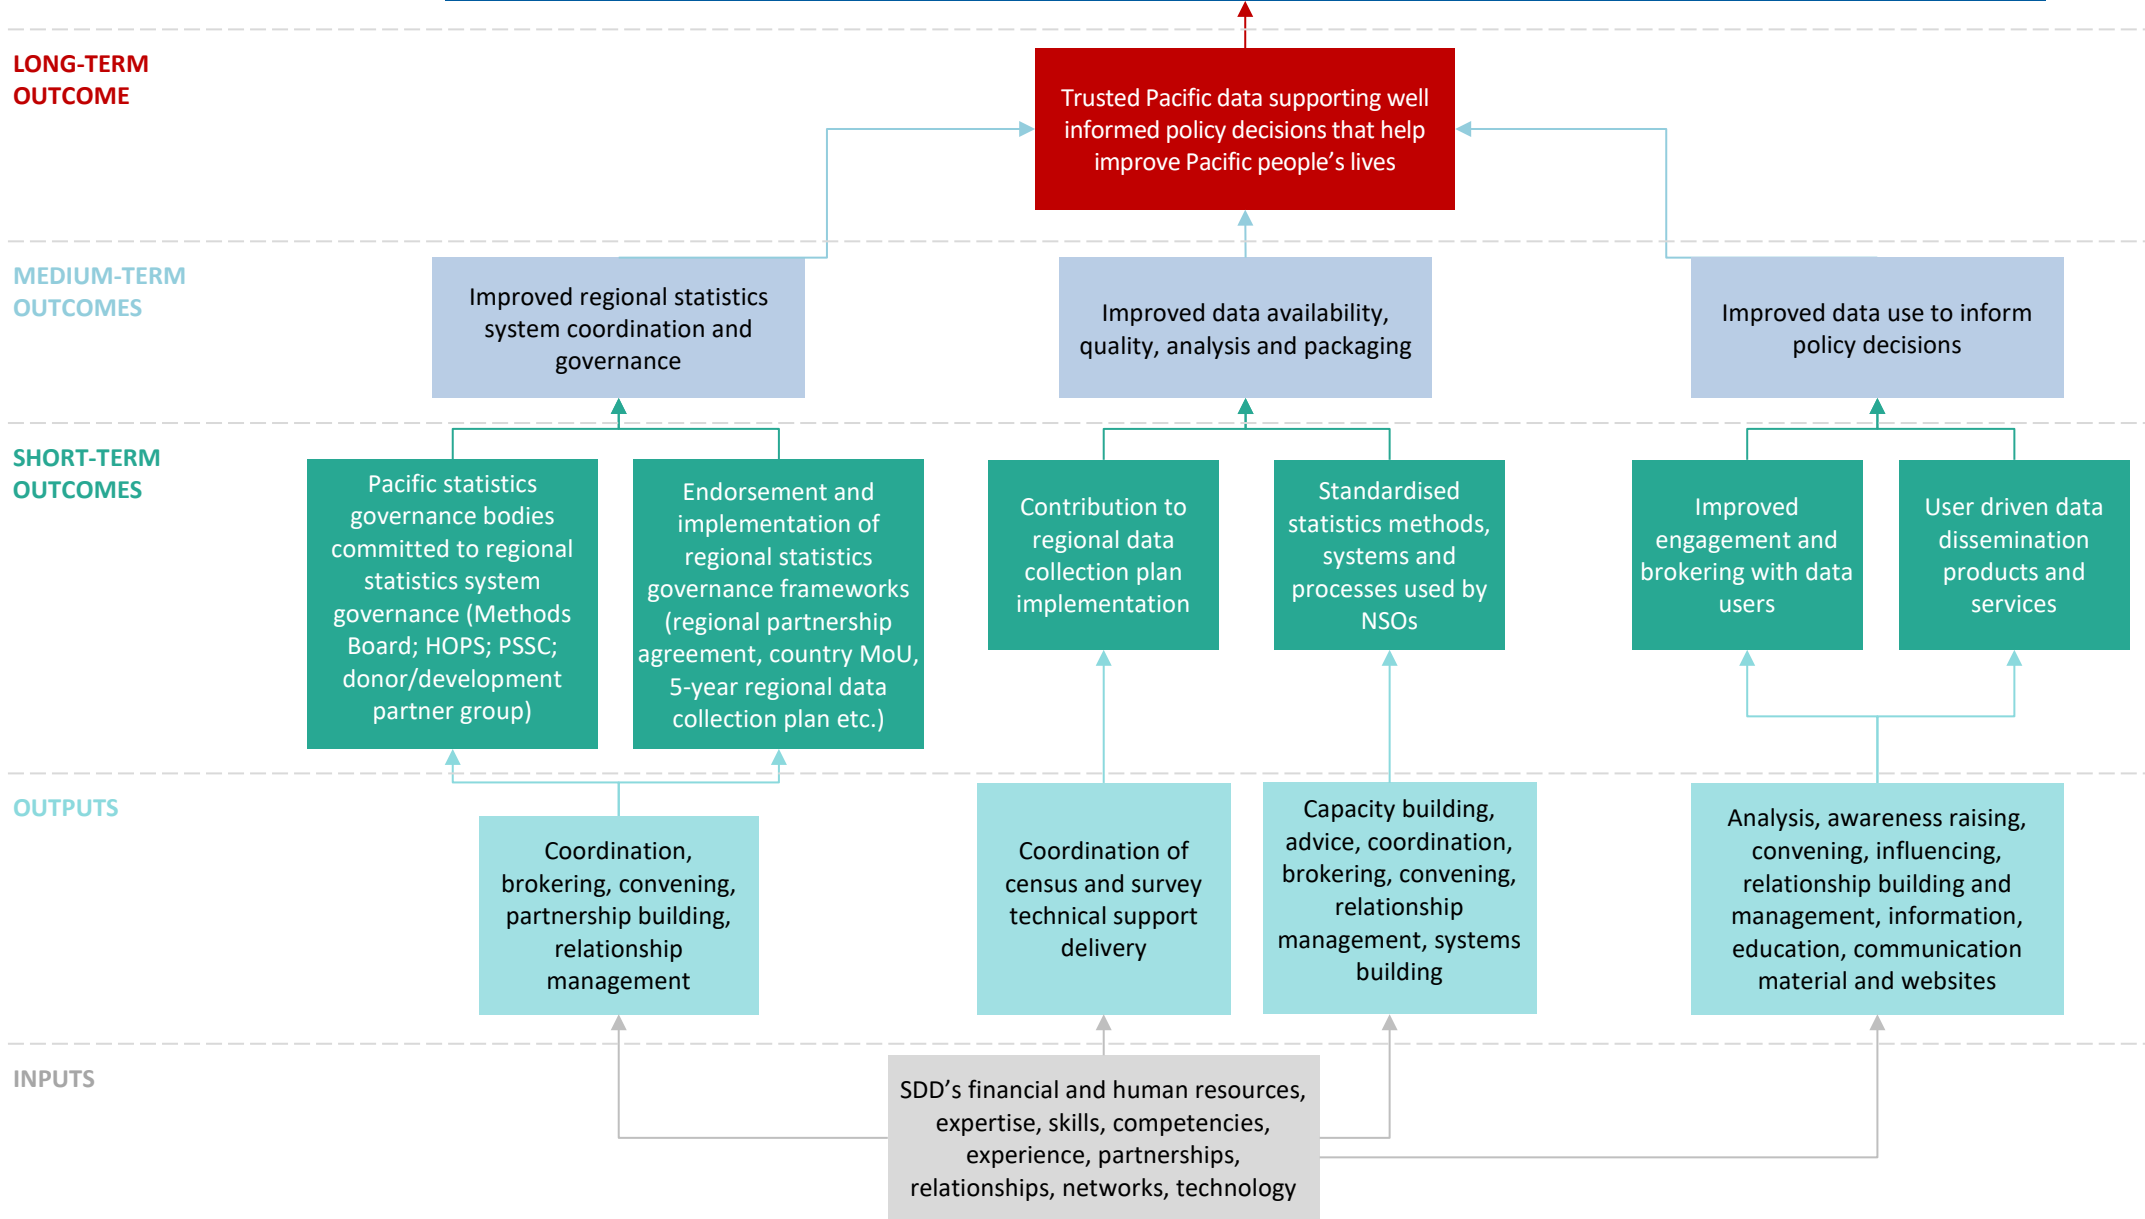 LONG-TERM
OUTCOME
Trusted Pacific data supporting well
informed policy decisions that help
improve Pacific people’s lives
MEDIUM-TERM
OUTCOMES
Improved regional statistics
system coordination and
governance
Improved data availability,
quality, analysis and packaging
Improved data use to inform
policy decisions
SHORT-TERM
OUTCOMES
Pacific statistics
governance bodies
committed to regional
statistics system
governance (Methods
Board; HOPS; PSSC;
donor/development
partner group)
Endorsement and
implementation of
regional statistics
governance frameworks
(regional partnership
agreement, country MoU,
5-year regional data
collection plan etc.)
Contribution to
regional data
collection plan
implementation
Standardised
statistics methods,
systems and
processes used by
NSOs
Improved
engagement and
brokering with data
users
User driven data
dissemination
products and
services
OUTPUTS
Coordination,
brokering, convening,
partnership building,
relationship
management
Coordination of
census and survey
technical support
delivery
Capacity building,
advice, coordination,
brokering, convening,
relationship
management, systems
building
Analysis, awareness raising,
convening, influencing,
relationship building and
management, information,
education, communication
material and websites
INPUTS
SDD’s financial and human resources,
expertise, skills, competencies,
experience, partnerships,
relationships, networks, technology